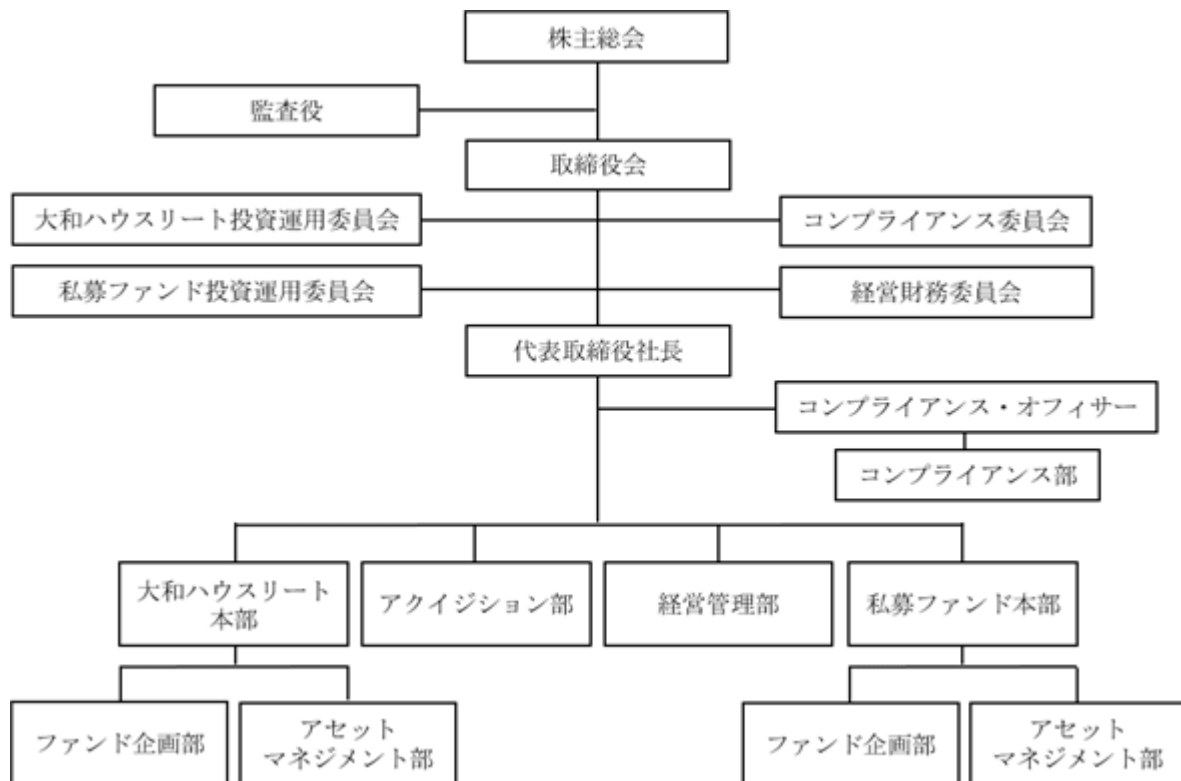 株主総会
監査役
取締役会
大和ハウスリート投資運用委員会
コンプライアンス委員会
私募ファンド投資運用委員会
経営財務委員会
代表取締役社長
コンプライアンス・オフィサー
コンプライアンス部
大和ハウスリート
本部
アクイジション部
経営管理部
私募ファンド本部
ファンド企画部
アセット
マネジメント部
ファンド企画部
アセット
マネジメント部